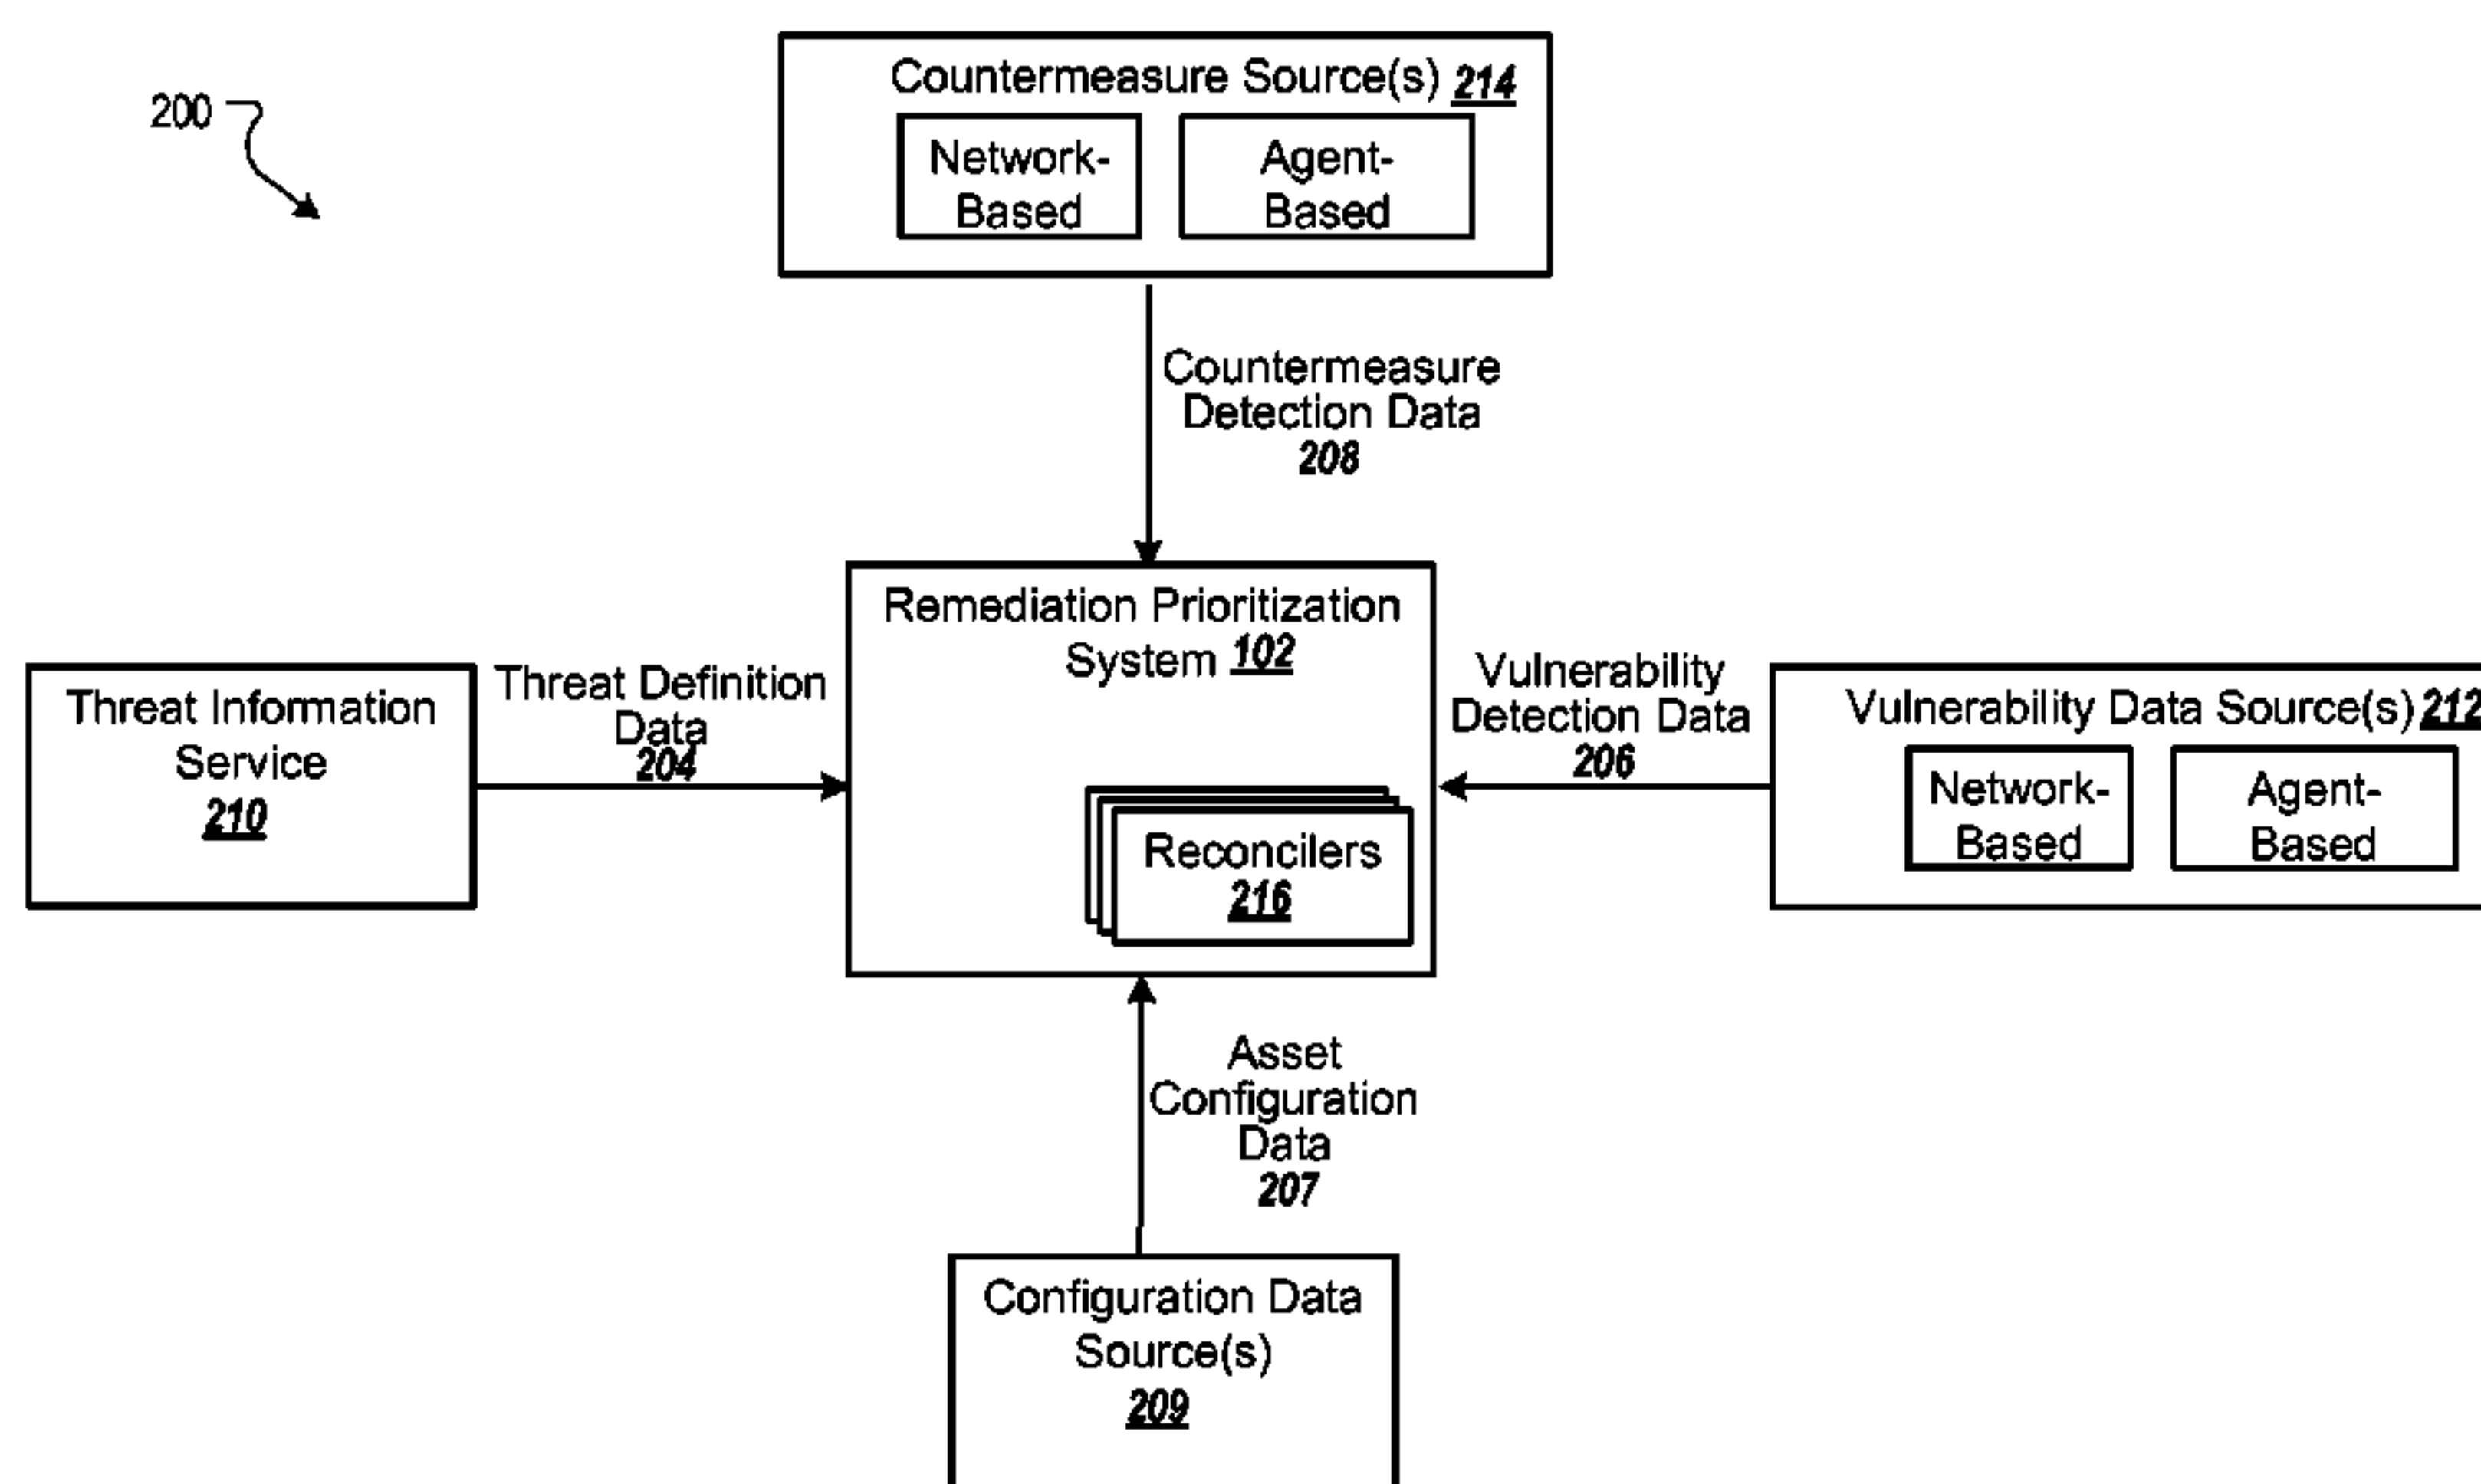 200
Countermeasure Source(s) 214
Network-
Based
Agent-
Based
Countermeasure
Detection Data
208
Remediation Prioritization
System 102
Reconcilers
216
Threat Information
Service
210
Threat Definition
Data
204
Vulnerability
Detection Data
206
Vulnerability Data Source(s) 212
Network-
Based
Agent-
Based
Asset
Configuration
Data
207
Configuration Data
Source(s)
209